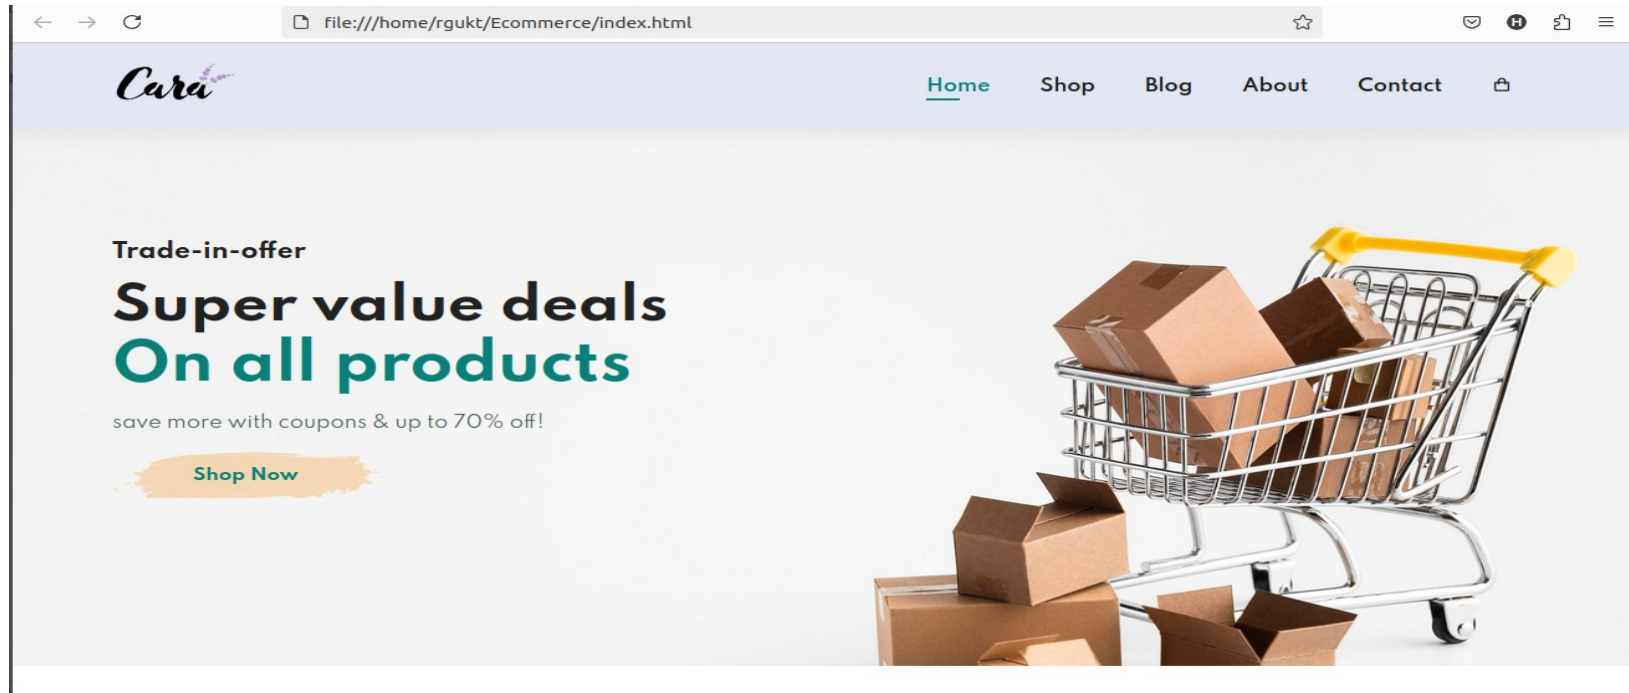 file:///home/rgukt/Ecommerce/index.html
Cara
Home Shop Blog About Contact
Trade-in-offer
Super value deals
On all products
save more with coupons & up to 70% off!
Shop Now